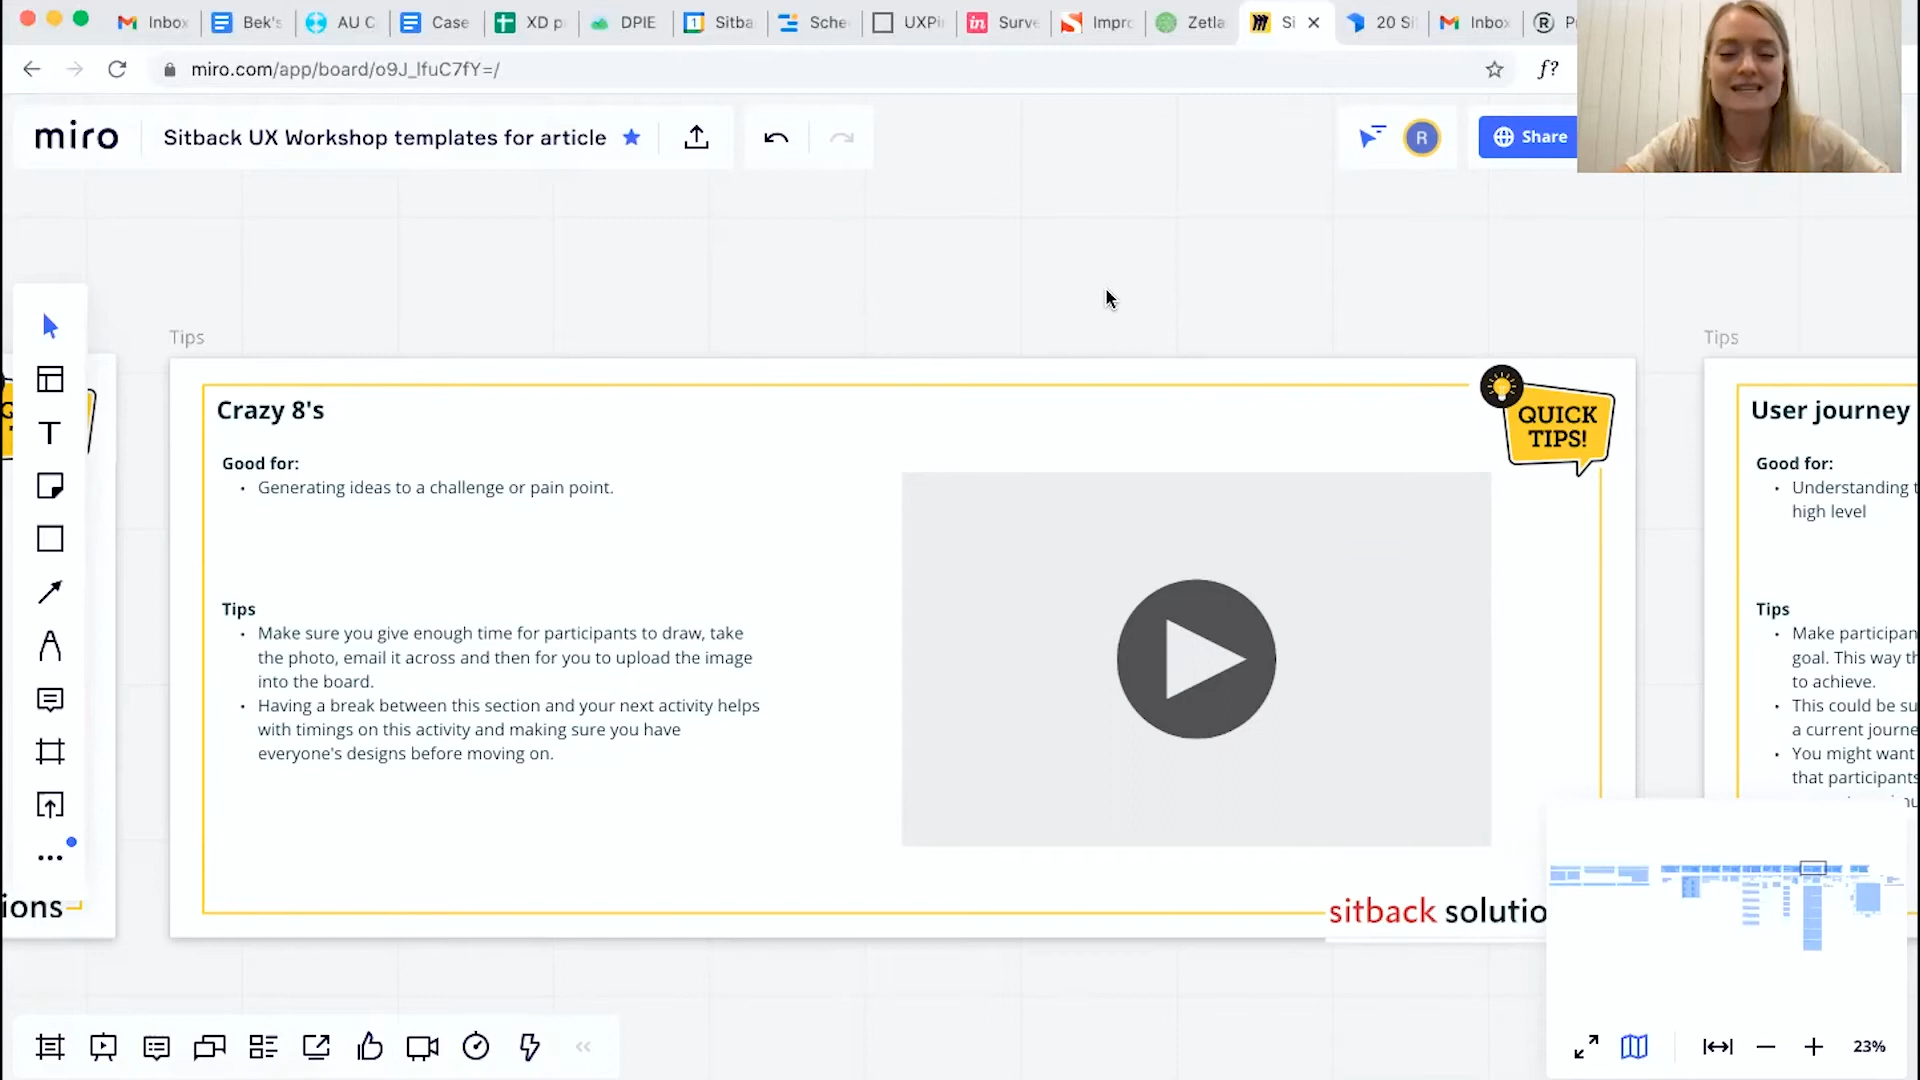 Inbox
Bek's
AU C
Case
XD p
DPIE
Sitba
Sche
UXPi
Surve
Impro
Zetla
Si
20 Si
Inbox
miro.com/app/board/o9J_lfuC7fY=/
f?
miro
Sitback UX Workshop templates for article
R
Share
Tips
Tips
Crazy 8's
QUICK
TIPS!
User journey
Good for:
Good for:
• Generating ideas to a challenge or pain point.
• Understanding t
high level
Tips
Tips
• Make sure you give enough time for participants to draw, take
the photo, email it across and then for you to upload the image
into the board.
• Having a break between this section and your next activity helps
with timings on this activity and making sure you have
everyone's designs before moving on.
• Make participan
goal. This way th
to achieve.
• This could be su
a current journe
• You might want
that participants
ions
sitback solutio
23%